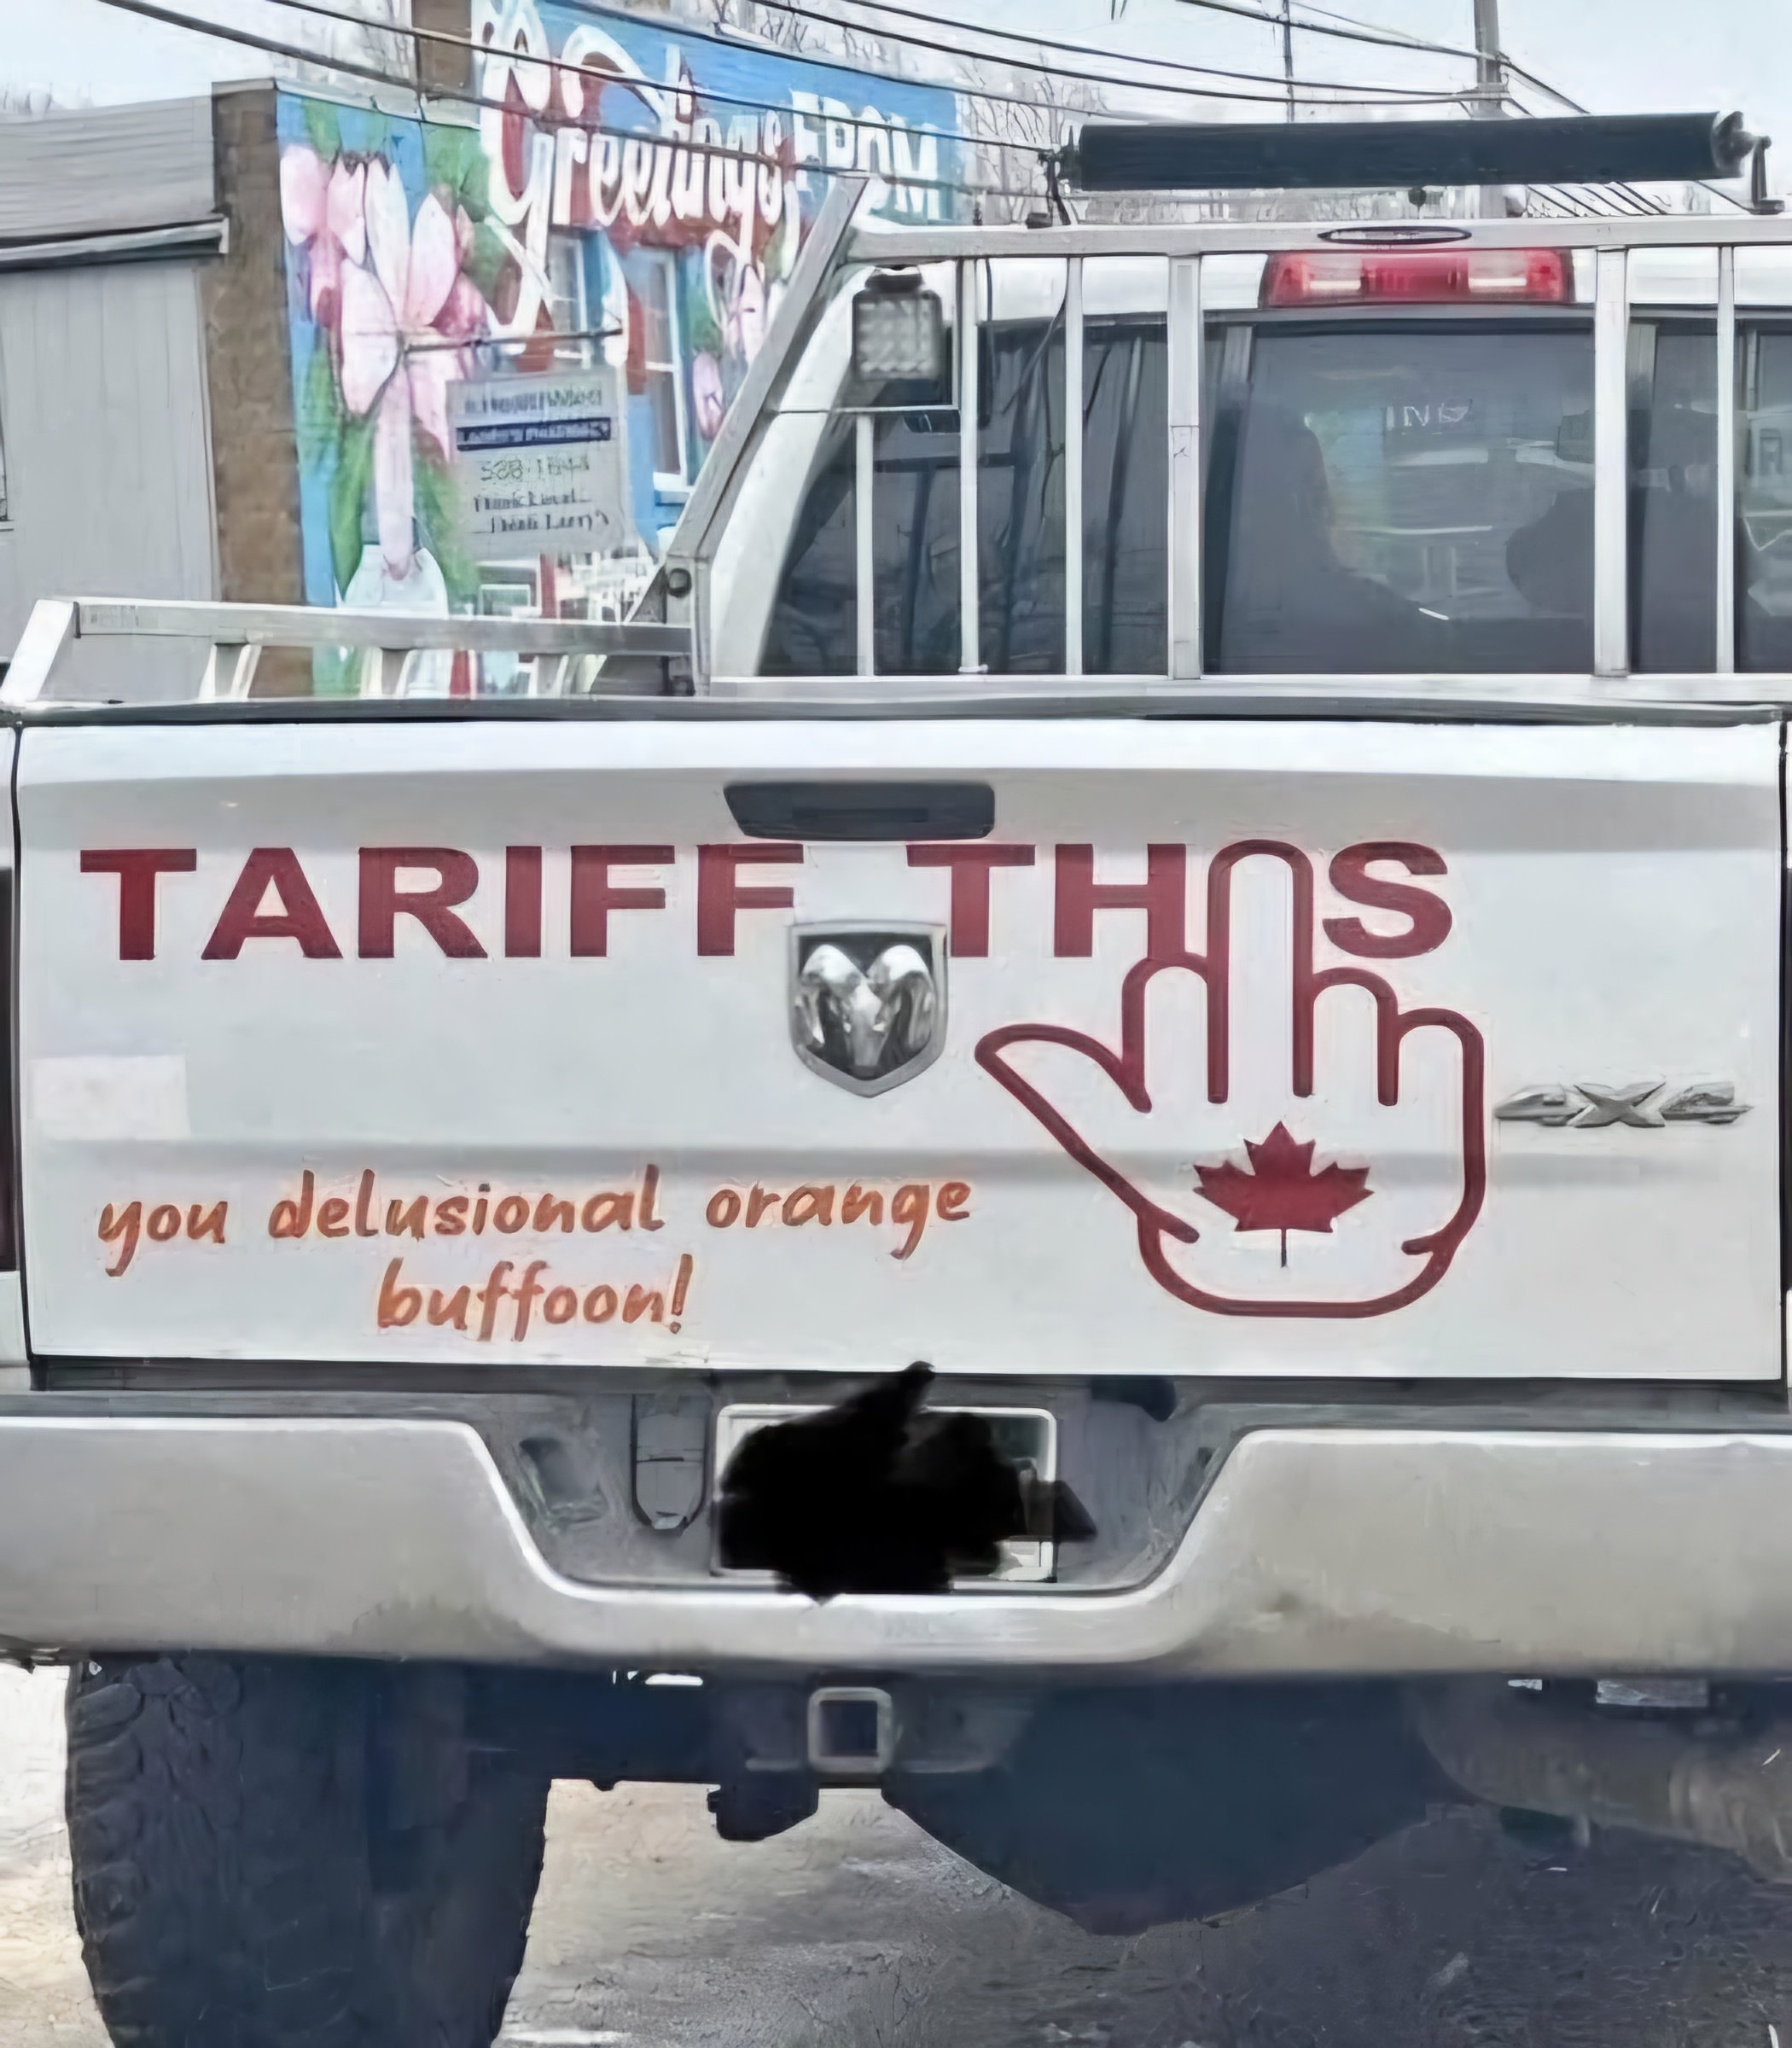 Greetings FROM
TARIFF THIS
you delusional orange
buffoon!
4X4